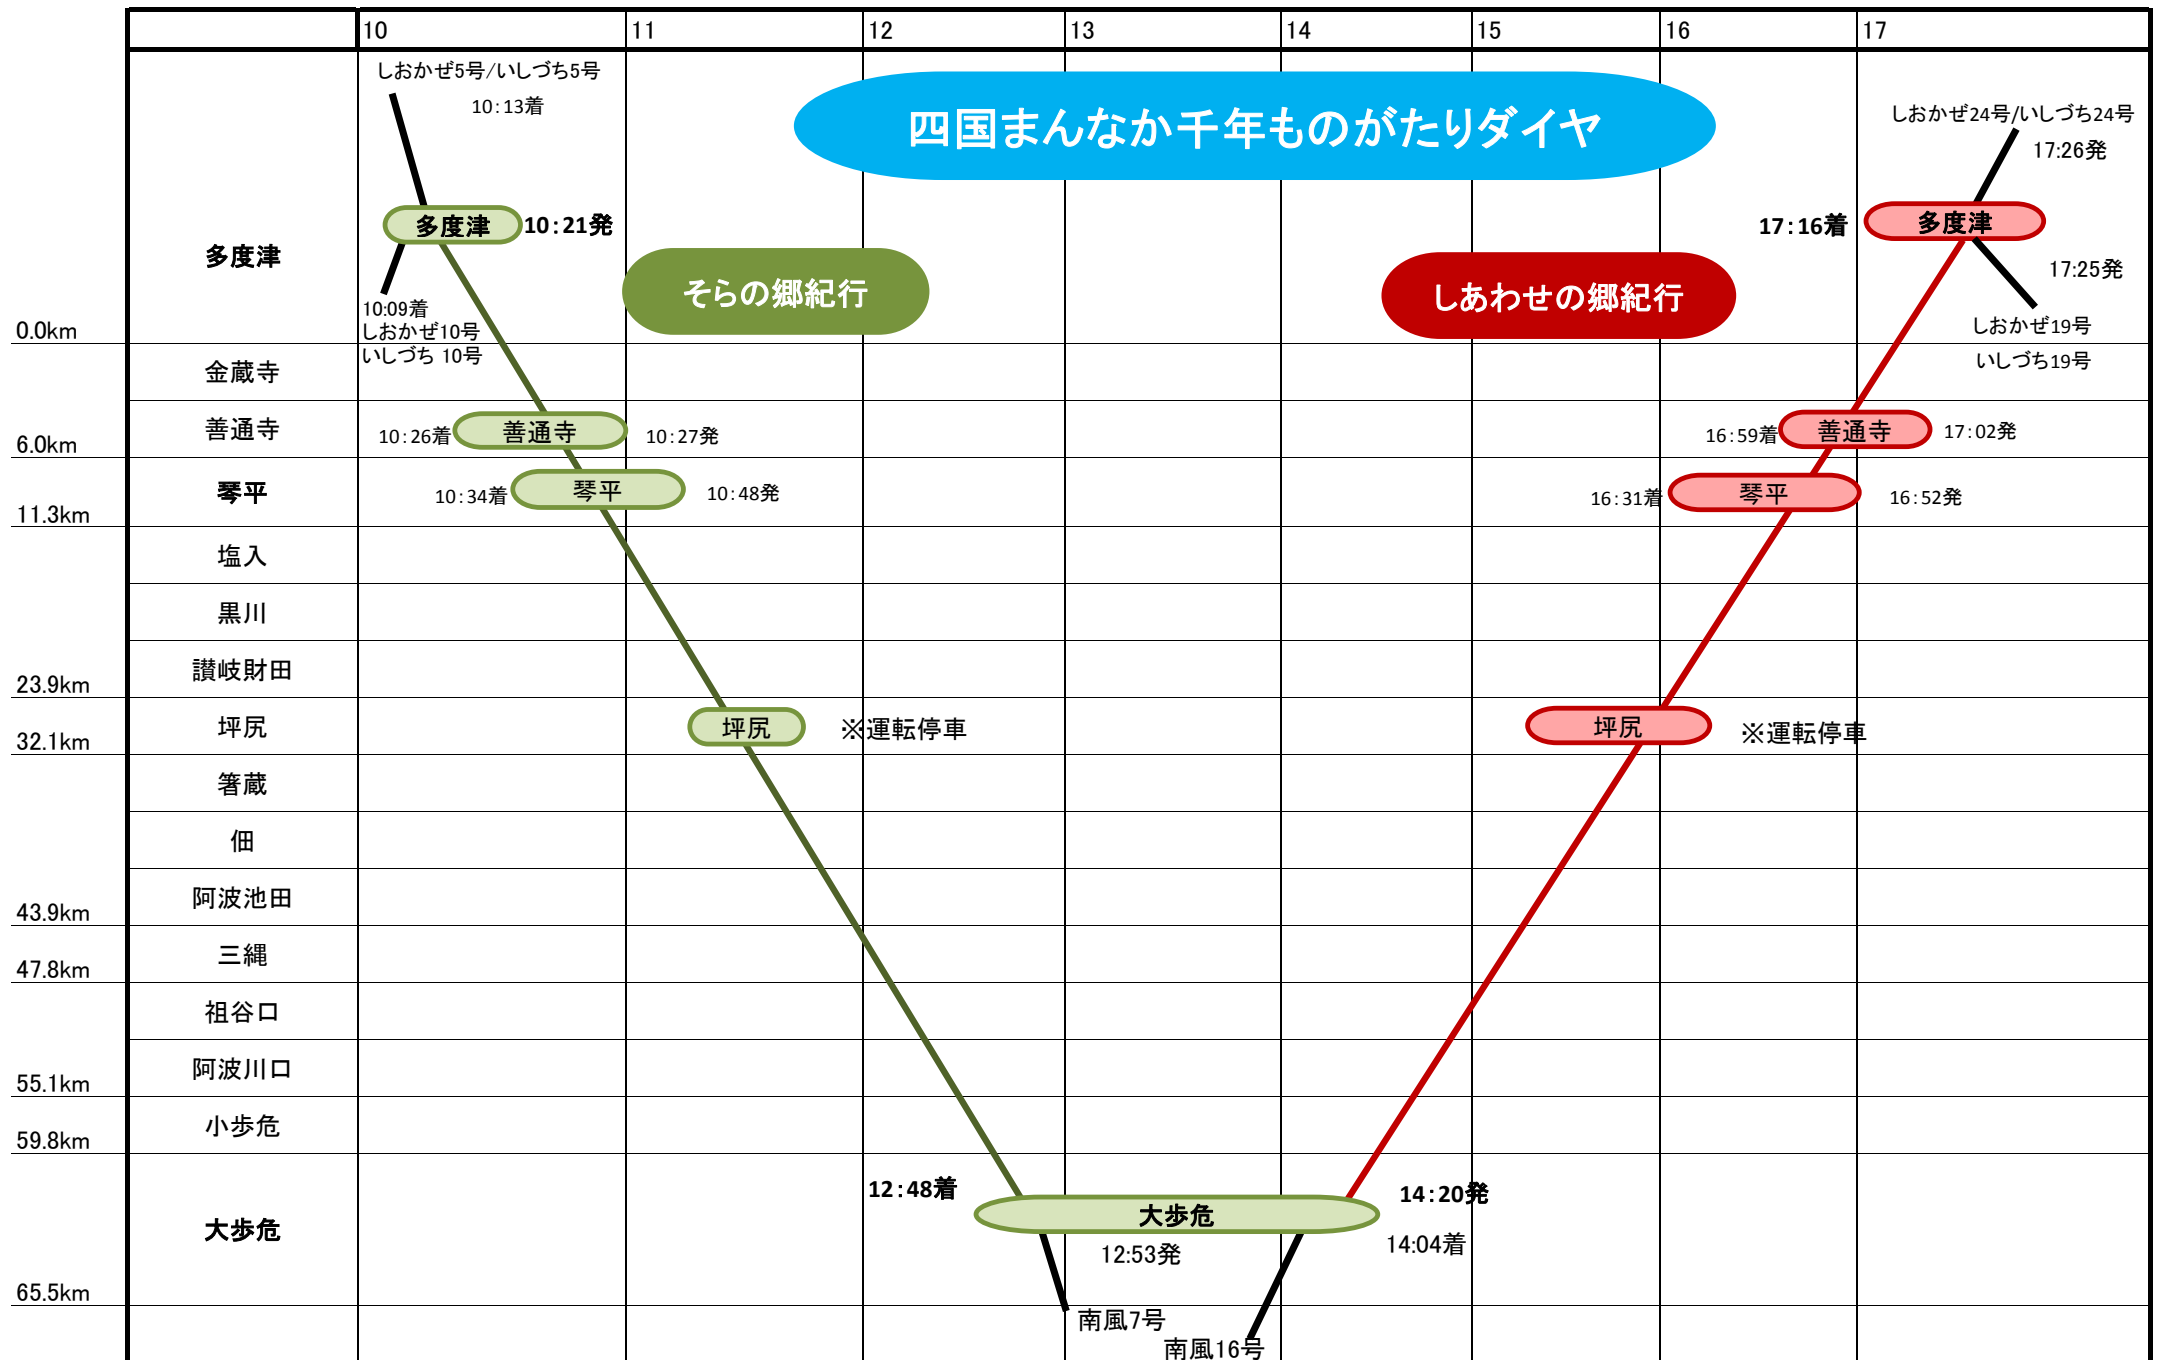 10 11 12 13 14 15 16 17
しおかぜ5号/いしづち5号
10:13着
四国まんなか千年ものがたりダイヤ
しおかぜ24号/いしづち24号
17:26発
多度津
多度津 10:21発
17:16着 多度津
17:25発
そらの郷紀行
しあわせの郷紀行
10:09着
しおかぜ10号
いしづち 10号
しおかぜ19号
いしづち19号
0.0km
金蔵寺
善通寺
10:26着 善通寺 10:27発
16:59着 善通寺 17:02発
6.0km
琴平
10:34着 琴平 10:48発
16:31着 琴平 16:52発
11.3km
塩入
黒川
讃岐財田
23.9km
坪尻
坪尻 ※運転停車
坪尻 ※運転停車
32.1km
箸蔵
佃
阿波池田
43.9km
三縄
47.8km
祖谷口
阿波川口
55.1km
小歩危
59.8km
12:48着
14:20発
大歩危
大歩危
12:53発
14:04着
65.5km
南風7号
南風16号